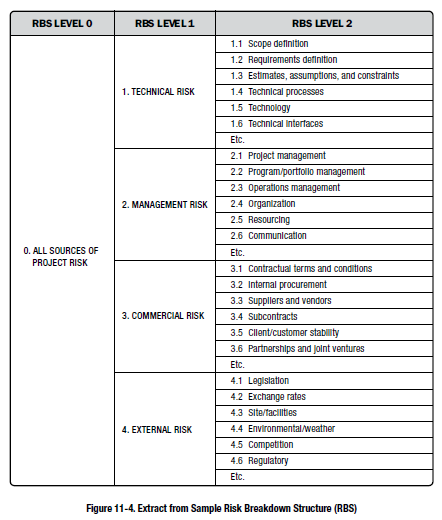 RBS LEVEL 0
RBS LEVEL 1
RBS LEVEL 2
0. ALL SOURCES OF
PROJECT RISK
1. TECHNICAL RISK
1.1 Scope definition
1.2 Requirements definition
1.3 Estimates, assumptions, and constraints
1.4 Technical processes
1.5 Technology
1.6 Technical interfaces
Etc.
2. MANAGEMENT RISK
2.1 Project management
2.2 Program/portfolio management
2.3 Operations management
2.4 Organization
2.5 Resourcing
2.6 Communication
Etc.
3. COMMERCIAL RISK
3.1 Contractual terms and conditions
3.2 Internal procurement
3.3 Suppliers and vendors
3.4 Subcontracts
3.5 Client/customer stability
3.6 Partnerships and joint ventures
Etc.
4. EXTERNAL RISK
4.1 Legislation
4.2 Exchange rates
4.3 Site/facilities
4.4 Environmental/weather
4.5 Competition
4.6 Regulatory
Etc.
Figure 11-4. Extract from Sample Risk Breakdown Structure (RBS)